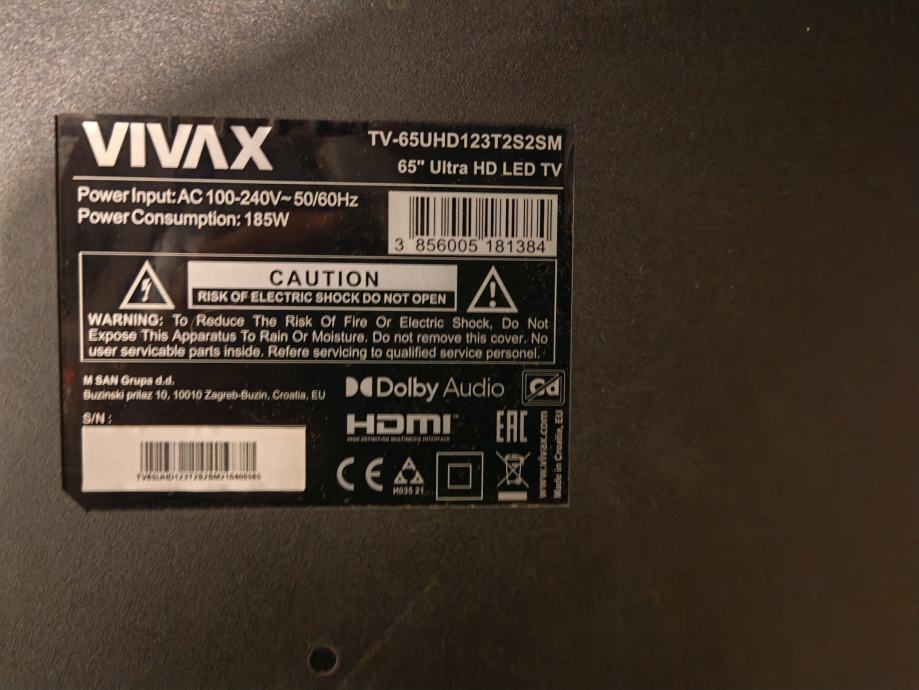 VIVAX
TV-65UHD123T2S2SM
65" Ultra HD LED TV
Power Input: AC 100-240V~ 50/60Hz
Power Consumption: 185W
3 856005 181384
CAUTION
RISK OF ELECTRIC SHOCK DO NOT OPEN
WARNING: To Reduce The Risk Of Fire Or Electric Shock, Do Not
Expose This Apparatus To Rain Or Moisture. Do not remove this cover. No
user servicable parts inside. Refere servicing to qualified service personel.
M SAN Grupa d.d.
Buzinski prilaz 10, 10010 Zagreb-Buzin, Croatia, EU
S/N :
TV65UHD123T2S2SM210400565
Dolby Audio
HDMI™
HIGH DEFINITION MULTIMEDIA INTERFACE
EAC
CE
И035 21
www.vivax.com
Made in Croatia, EU